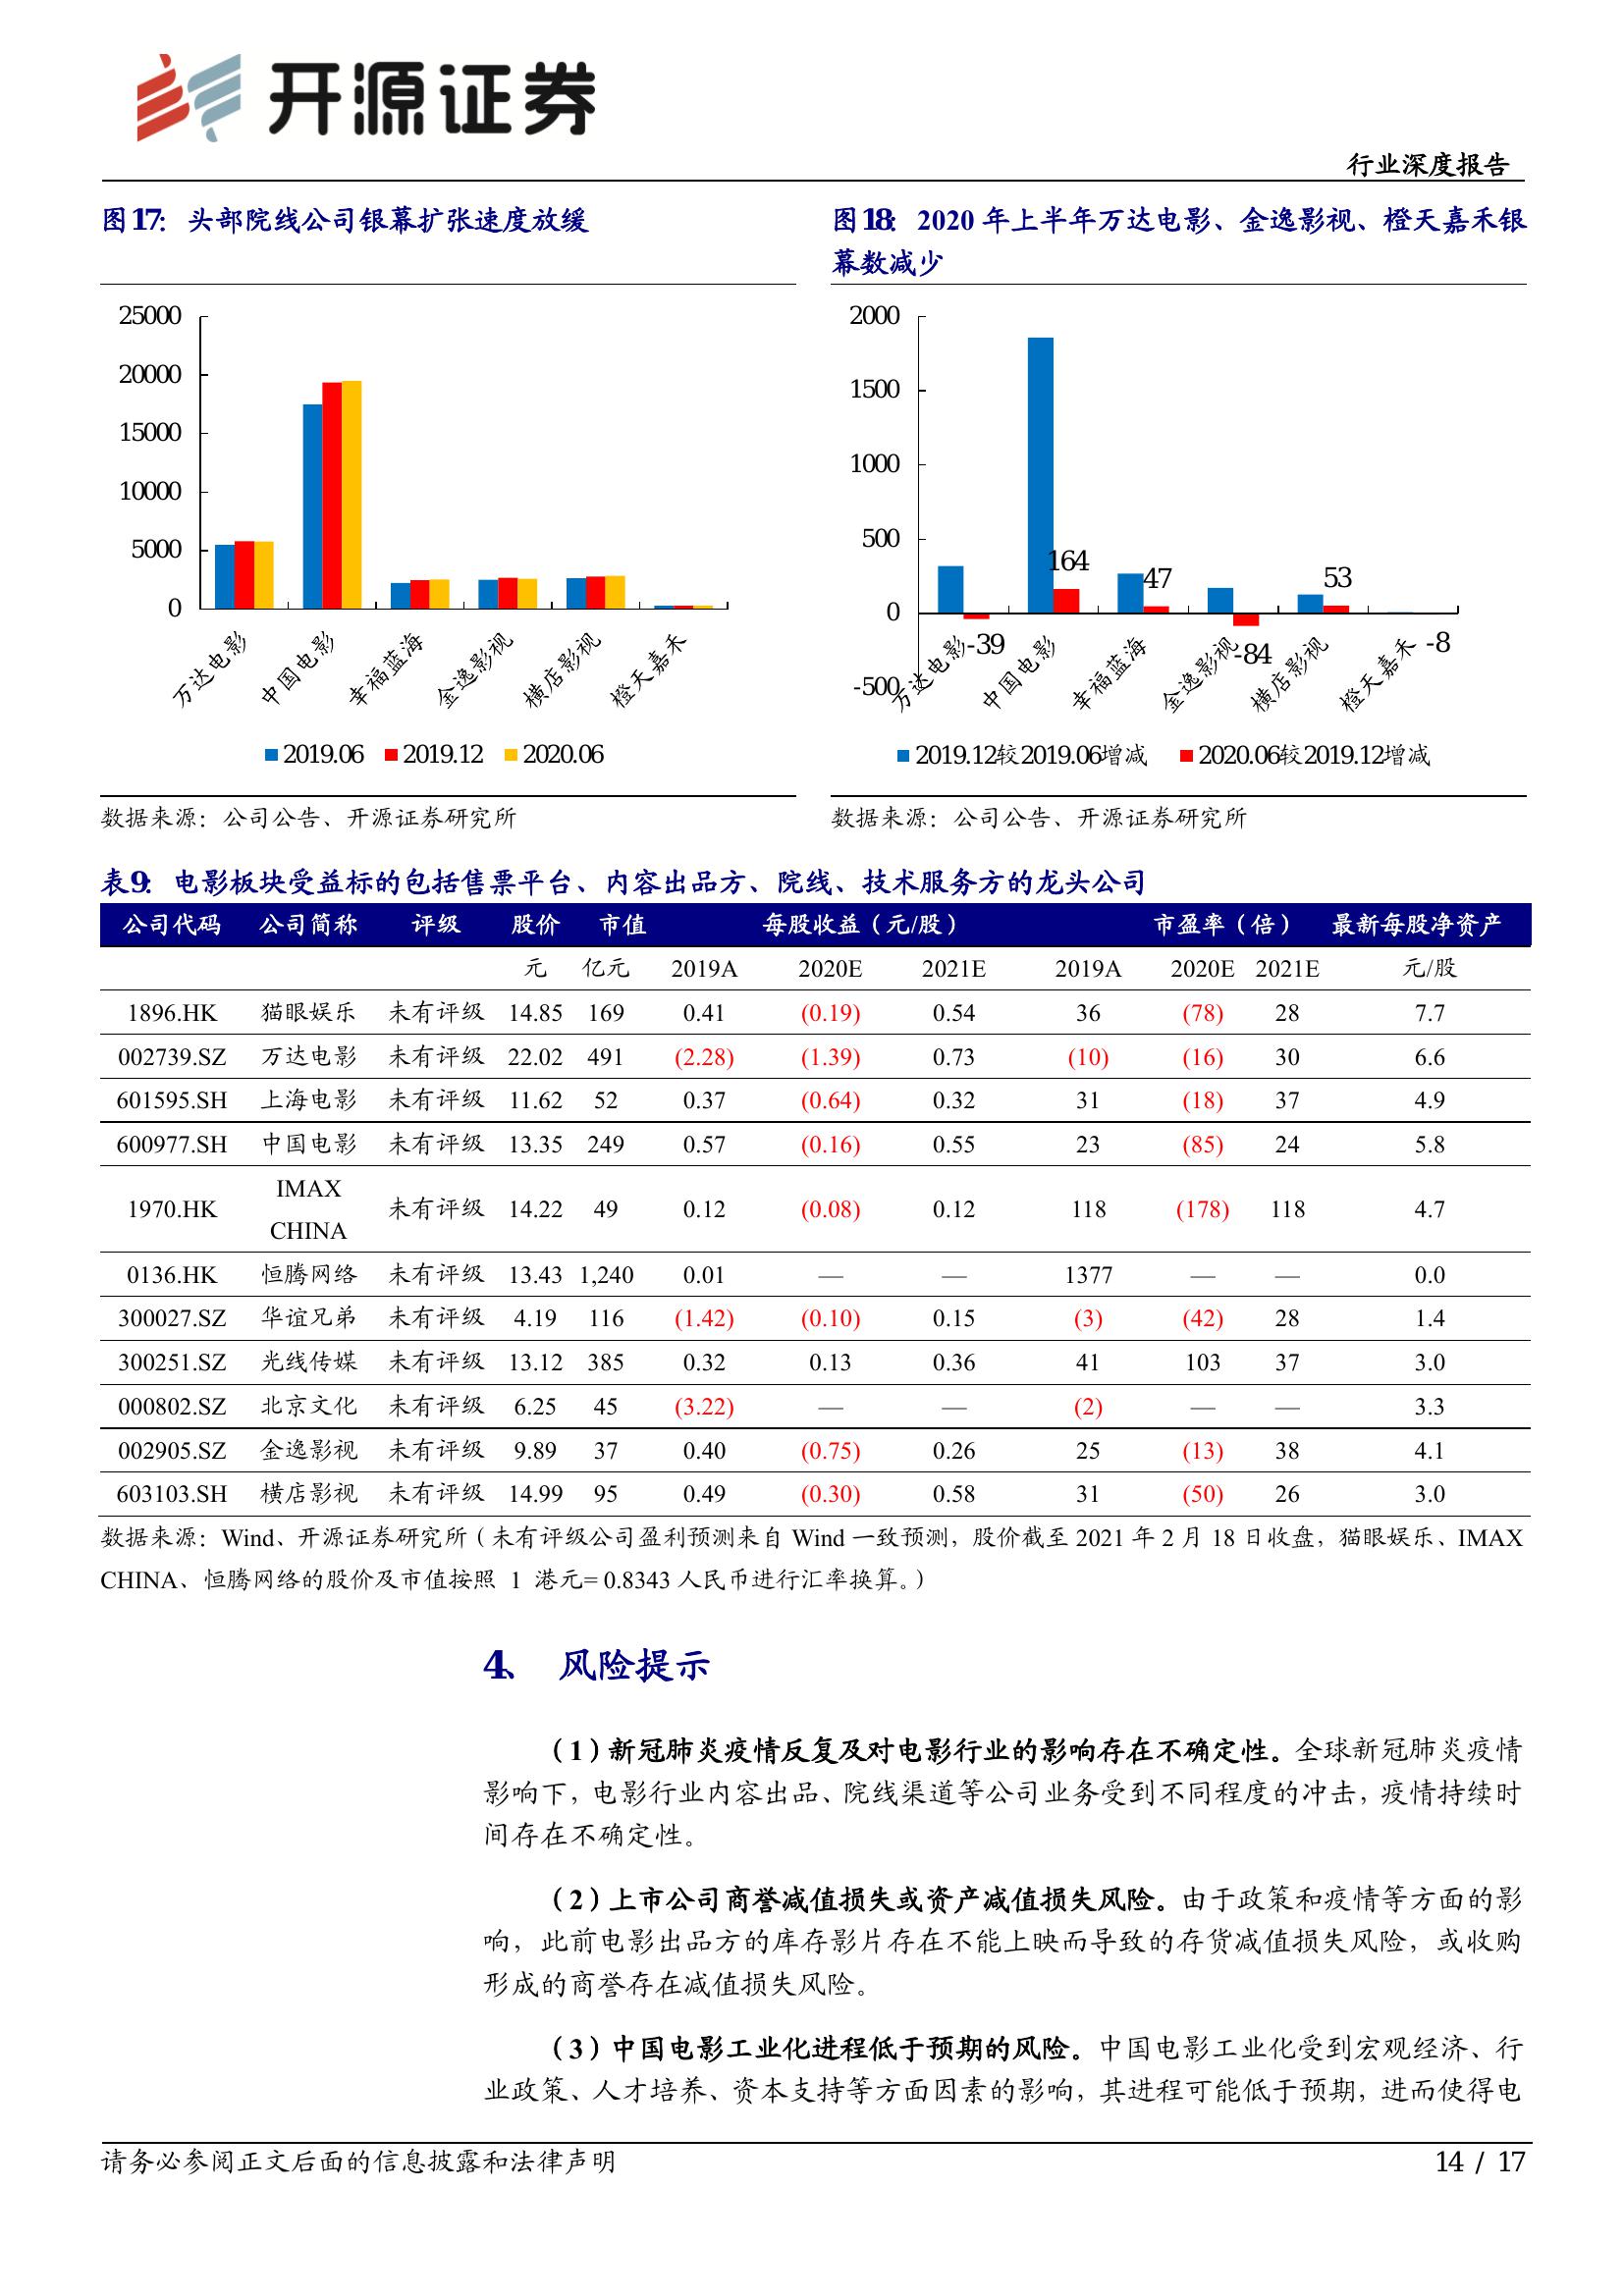 开源证券
行业深度报告
图17： 头部院线公司银幕扩张速度放缓
25000
20000
15000
10000
5000
0
万达电影
中国电影
幸福蓝海
金逸影视
横店影视
橙天嘉禾
2019.06 2019.12 2020.06
数据来源：公司公告、开源证券研究所
图18： 2020 年上半年万达电影、金逸影视、橙天嘉禾银
幕数减少
2000
1500
1000
500
0
-500
164
47
53
-39
-84
-8
万达电影
中国电影
幸福蓝海
金逸影视
横店影视
橙天嘉禾
2019.12较2019.06增减 2020.06较2019.12增减
数据来源：公司公告、开源证券研究所
表9： 电影板块受益标的包括售票平台、内容出品方、院线、技术服务方的龙头公司
公司代码 公司简称 评级 股价 市值 每股收益（元/股） 市盈率（倍） 最新每股净资产
元 亿元 2019A 2020E 2021E 2019A 2020E 2021E 元/股
1896.HK 猫眼娱乐 未有评级 14.85 169 0.41 (0.19) 0.54 36 (78) 28 7.7
002739.SZ 万达电影 未有评级 22.02 491 (2.28) (1.39) 0.73 (10) (16) 30 6.6
601595.SH 上海电影 未有评级 11.62 52 0.37 (0.64) 0.32 31 (18) 37 4.9
600977.SH 中国电影 未有评级 13.35 249 0.57 (0.16) 0.55 23 (85) 24 5.8
1970.HK IMAX CHINA 未有评级 14.22 49 0.12 (0.08) 0.12 118 (178) 118 4.7
0136.HK 恒腾网络 未有评级 13.43 1,240 0.01 — — 1377 — — 0.0
300027.SZ 华谊兄弟 未有评级 4.19 116 (1.42) (0.10) 0.15 (3) (42) 28 1.4
300251.SZ 光线传媒 未有评级 13.12 385 0.32 0.13 0.36 41 103 37 3.0
000802.SZ 北京文化 未有评级 6.25 45 (3.22) — — (2) — — 3.3
002905.SZ 金逸影视 未有评级 9.89 37 0.40 (0.75) 0.26 25 (13) 38 4.1
603103.SH 横店影视 未有评级 14.99 95 0.49 (0.30) 0.58 31 (50) 26 3.0
数据来源：Wind、开源证券研究所（未有评级公司盈利预测来自 Wind 一致预测，股价截至 2021 年 2 月 18 日收盘，猫眼娱乐、IMAX
CHINA、恒腾网络的股价及市值按照 1 港元= 0.8343 人民币进行汇率换算。）
4、 风险提示
（1）新冠肺炎疫情反复及对电影行业的影响存在不确定性。全球新冠肺炎疫情
影响下，电影行业内容出品、院线渠道等公司业务受到不同程度的冲击，疫情持续时
间存在不确定性。
（2）上市公司商誉减值损失或资产减值损失风险。由于政策和疫情等方面的影
响，此前电影出品方的库存影片存在不能上映而导致的存货减值损失风险，或收购
形成的商誉存在减值损失风险。
（3）中国电影工业化进程低于预期的风险。中国电影工业化受到宏观经济、行
业政策、人才培养、资本支持等方面因素的影响，其进程可能低于预期，进而使得电
请务必参阅正文后面的信息披露和法律声明
14 / 17